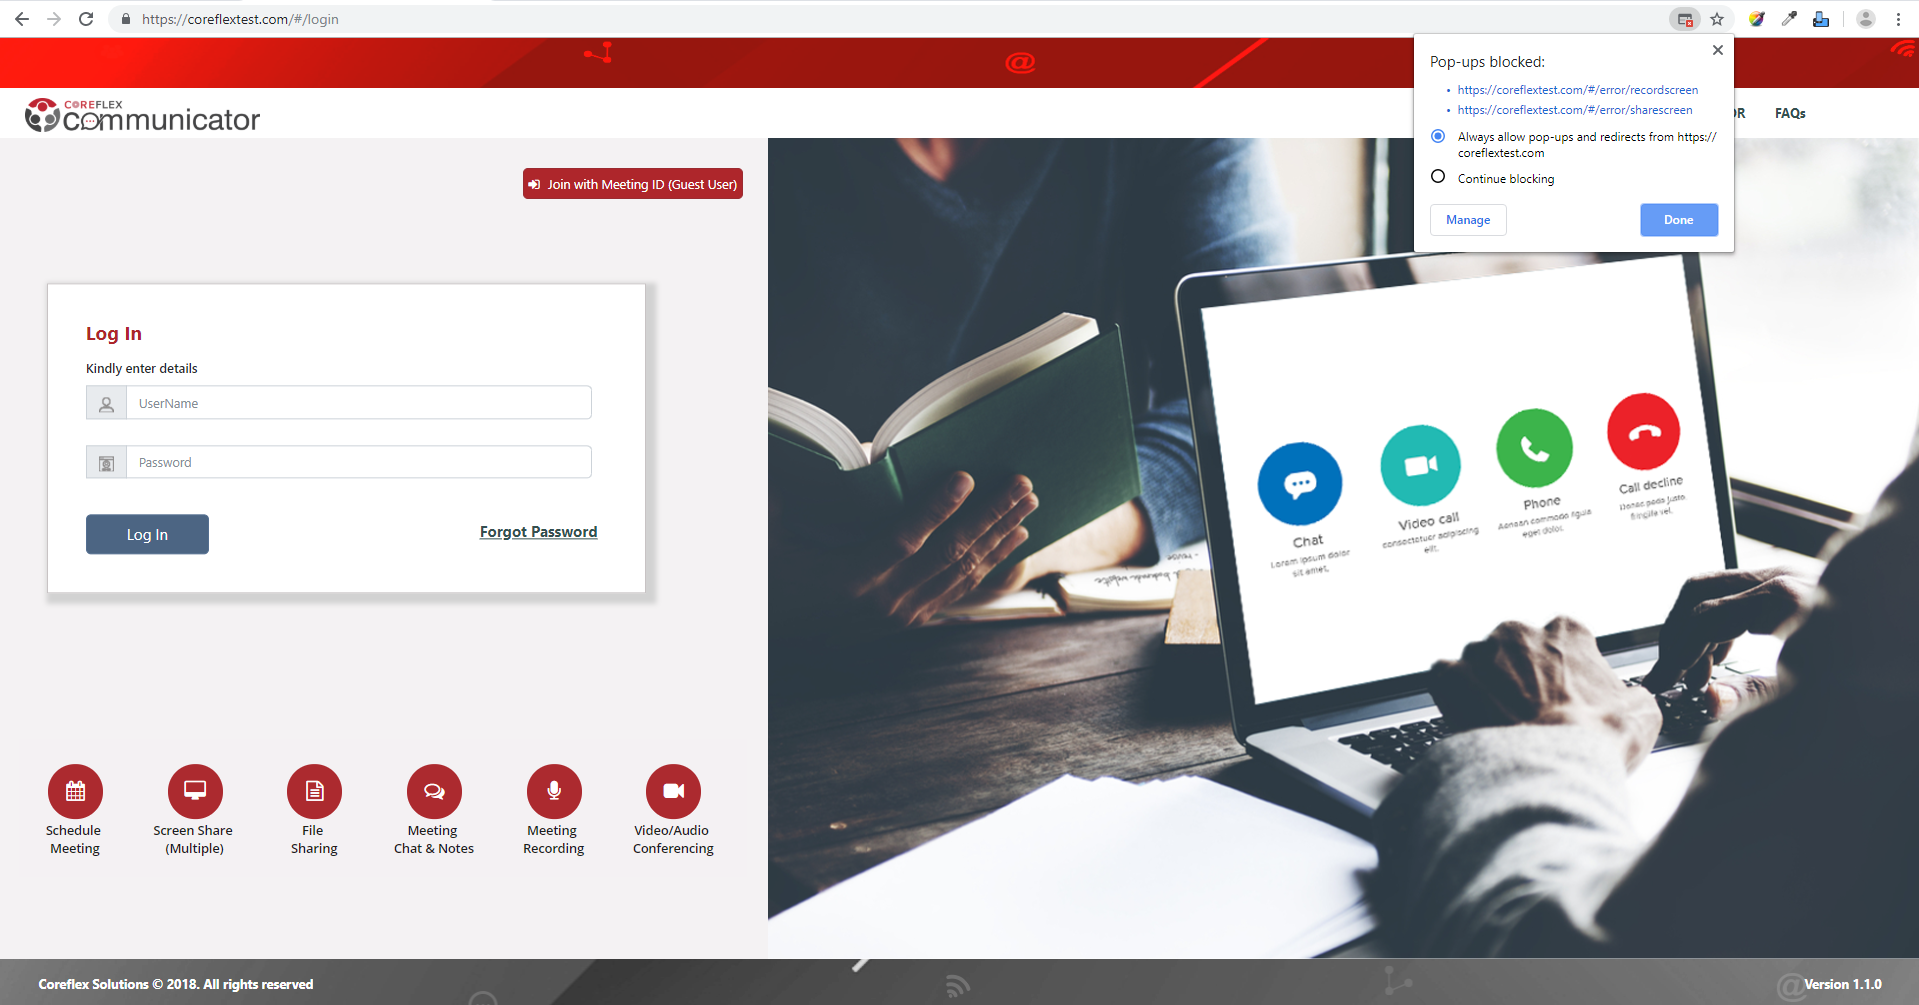 https://coreflextest.com/#/login
Pop-ups blocked:
• https://coreflextest.com/#/error/recordscreen
• https://coreflextest.com/#/error/sharescreen
Always allow pop-ups and redirects from https://
coreflextest.com
Continue blocking
Manage
Done
COREFLEX
communicator
OR
FAQs
Join with Meeting ID (Guest User)
Log In
Kindly enter details
UserName
Password
Log In
Forgot Password
Chat
Lorem ipsum dolor
sit amet.
Video call
consectetuer adipiscing
elit.
Phone
Aenean commodo ligula
eget dolor.
Call decline
Donec pede justo
fringilla vel.
Schedule
Meeting
Screen Share
(Multiple)
File
Sharing
Meeting
Chat & Notes
Meeting
Recording
Video/Audio
Conferencing
Coreflex Solutions © 2018. All rights reserved
Version 1.1.0